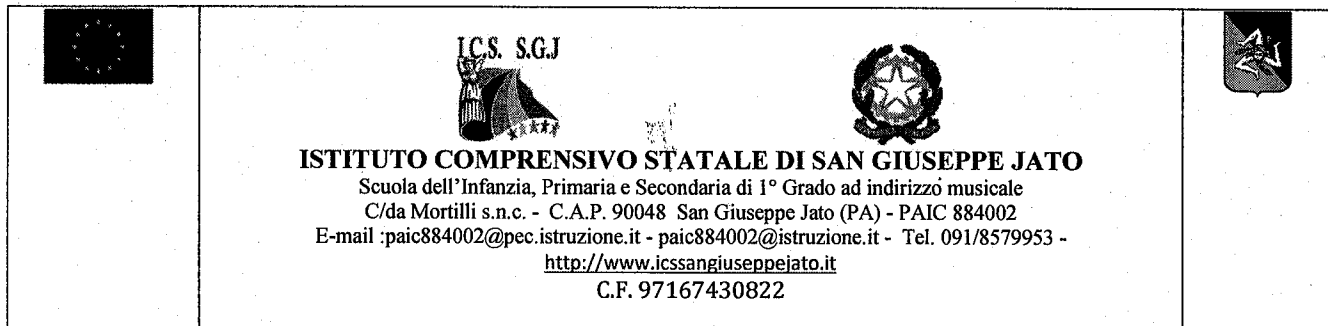 I.C.S. S.G.J
ISTITUTO COMPRENSIVO STATALE DI SAN GIUSEPPE JATO
Scuola dell'Infanzia, Primaria e Secondaria di 1° Grado ad indirizzo musicale
C/da Mortilli s.n.c. - C.A.P. 90048 San Giuseppe Jato (PA) - PAIC 884002
E-mail :paic884002@pec.istruzione.it - paic884002@istruzione.it - Tel. 091/8579953 -
http://www.icssangiuseppejato.it
C.F. 97167430822